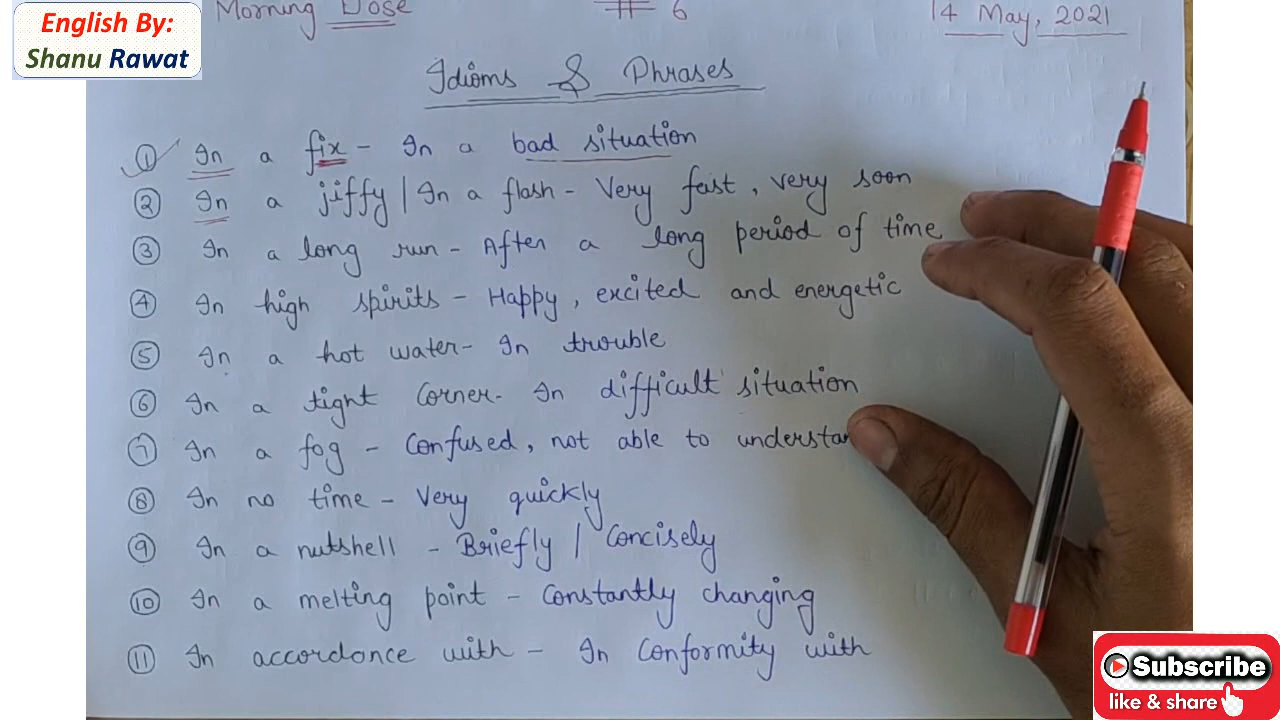 English By:
Shanu Rawat
Morning Dose # 6 14 May, 2021
Idioms & Phrases
1 In a fix - In a bad situation
2 In a jiffy | In a flash - Very fast, very soon
3 In a long run - After a long period of time
4 In high spirits - Happy, excited and energetic
5 In a hot water - In trouble
6 In a tight corner - In difficult situation
7 In a fog - Confused, not able to understan
8 In no time - Very quickly
9 In a nutshell - Briefly | Concisely
10 In a melting point - Constantly changing
11 In accordance with - In Conformity with
Subscribe
like & share